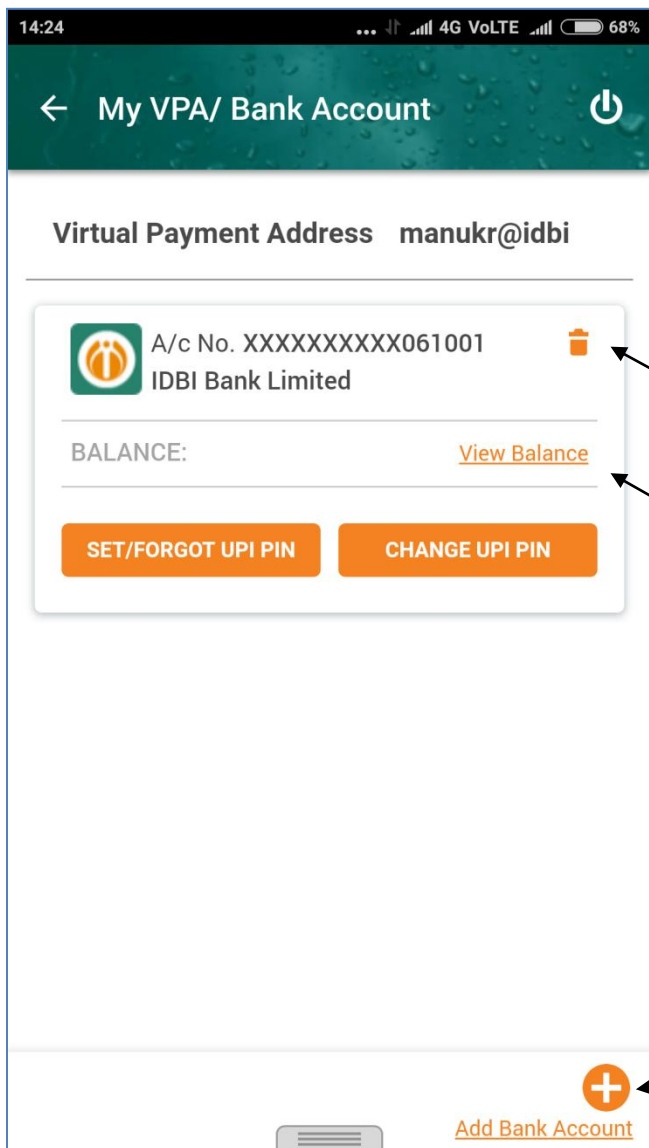 14:24 ... 4G VoLTE 68%
My VPA/ Bank Account
Virtual Payment Address manukr@idbi
A/c No. XXXXXXXXXX061001
IDBI Bank Limited
BALANCE: View Balance
SET/FORGOT UPI PIN CHANGE UPI PIN
Add Bank Account